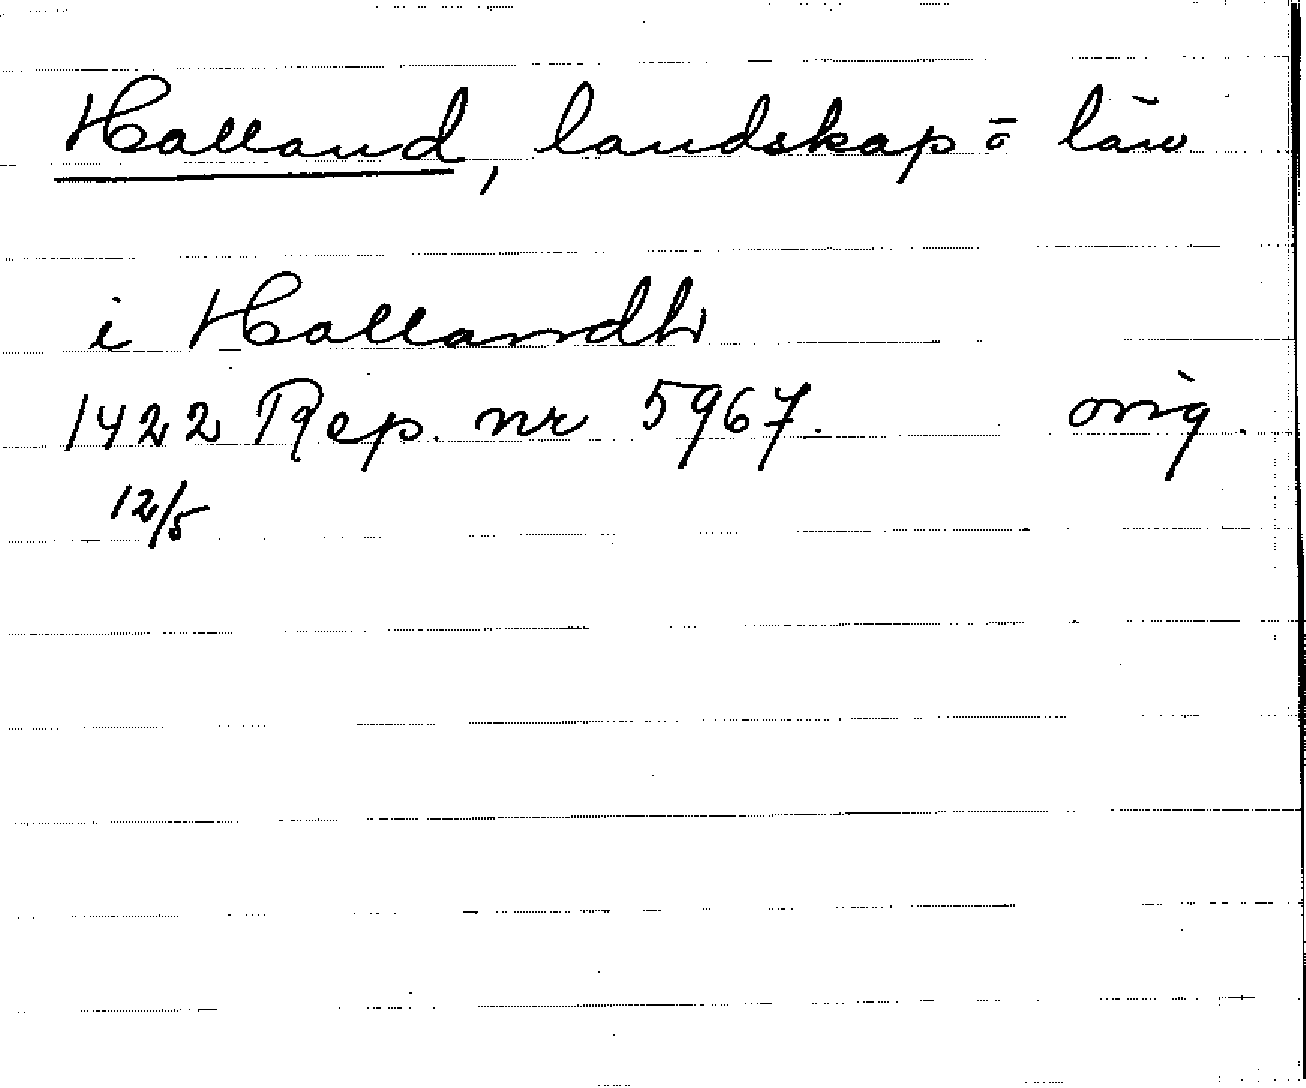 Halland, landskap o län
i Hallandh
1422 Rep. nr 5967. orig.
12/5